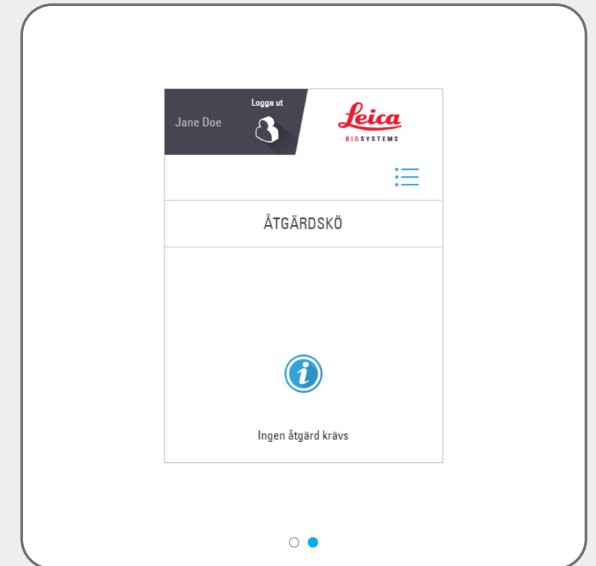 Logga ut
Jane Doe
Leica
BIOSYSTEMS
ÅTGÄRDSKÖ
i
Ingen åtgärd krävs